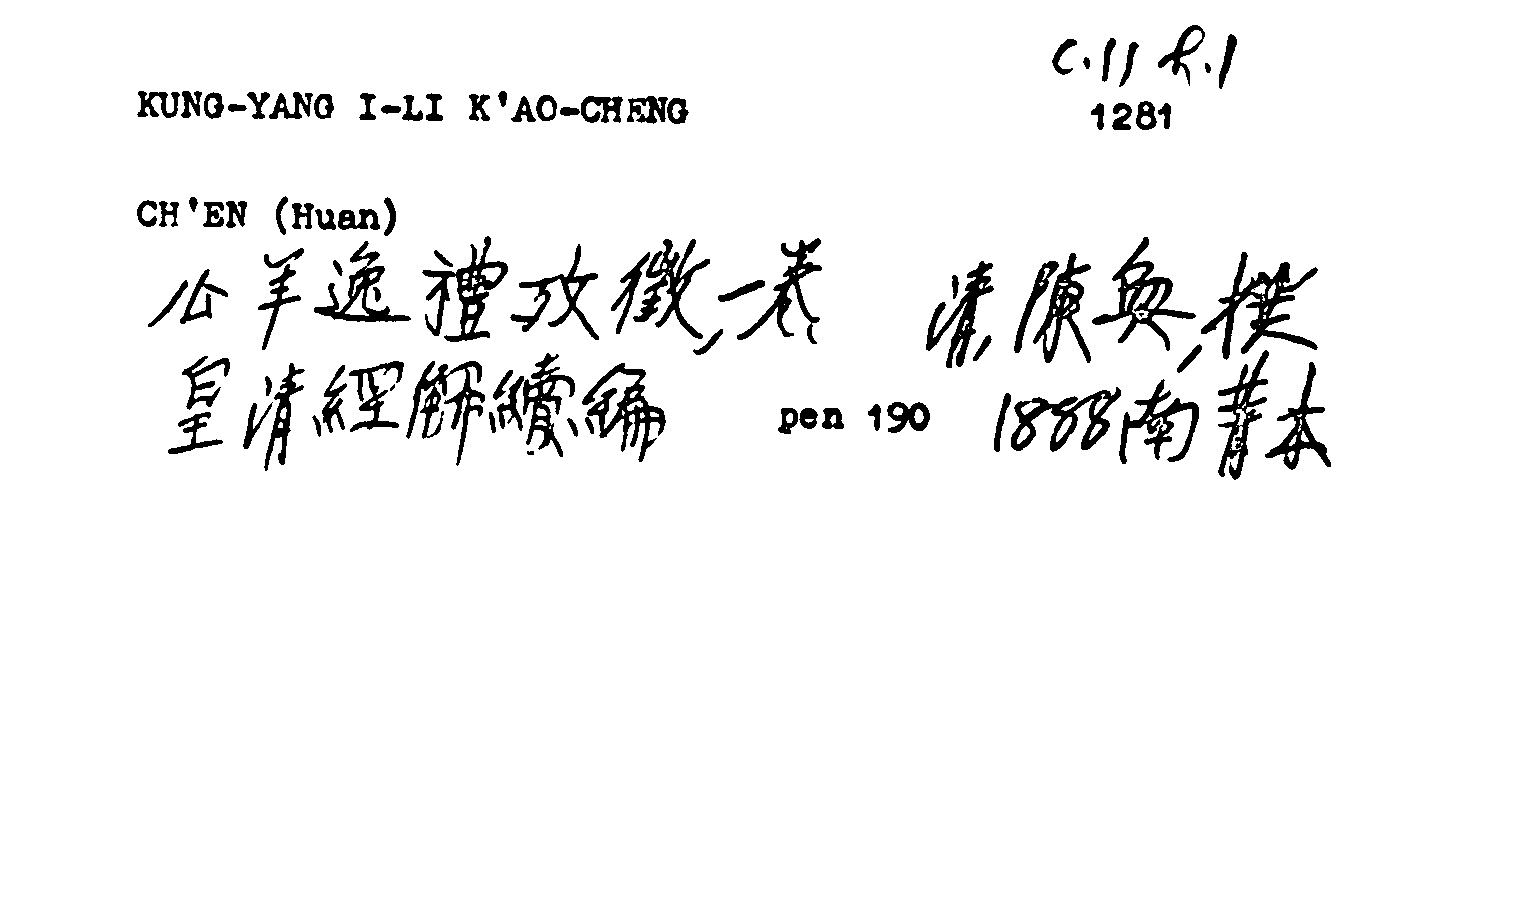 C.11 R.1
KUNG-YANG I-LI K'AO-CHENG
1281
CH'EN (Huan)
公羊逸禮攷徵,一卷 清,陳奐,撰
皇清經解續編 pen 190 1888南菁本